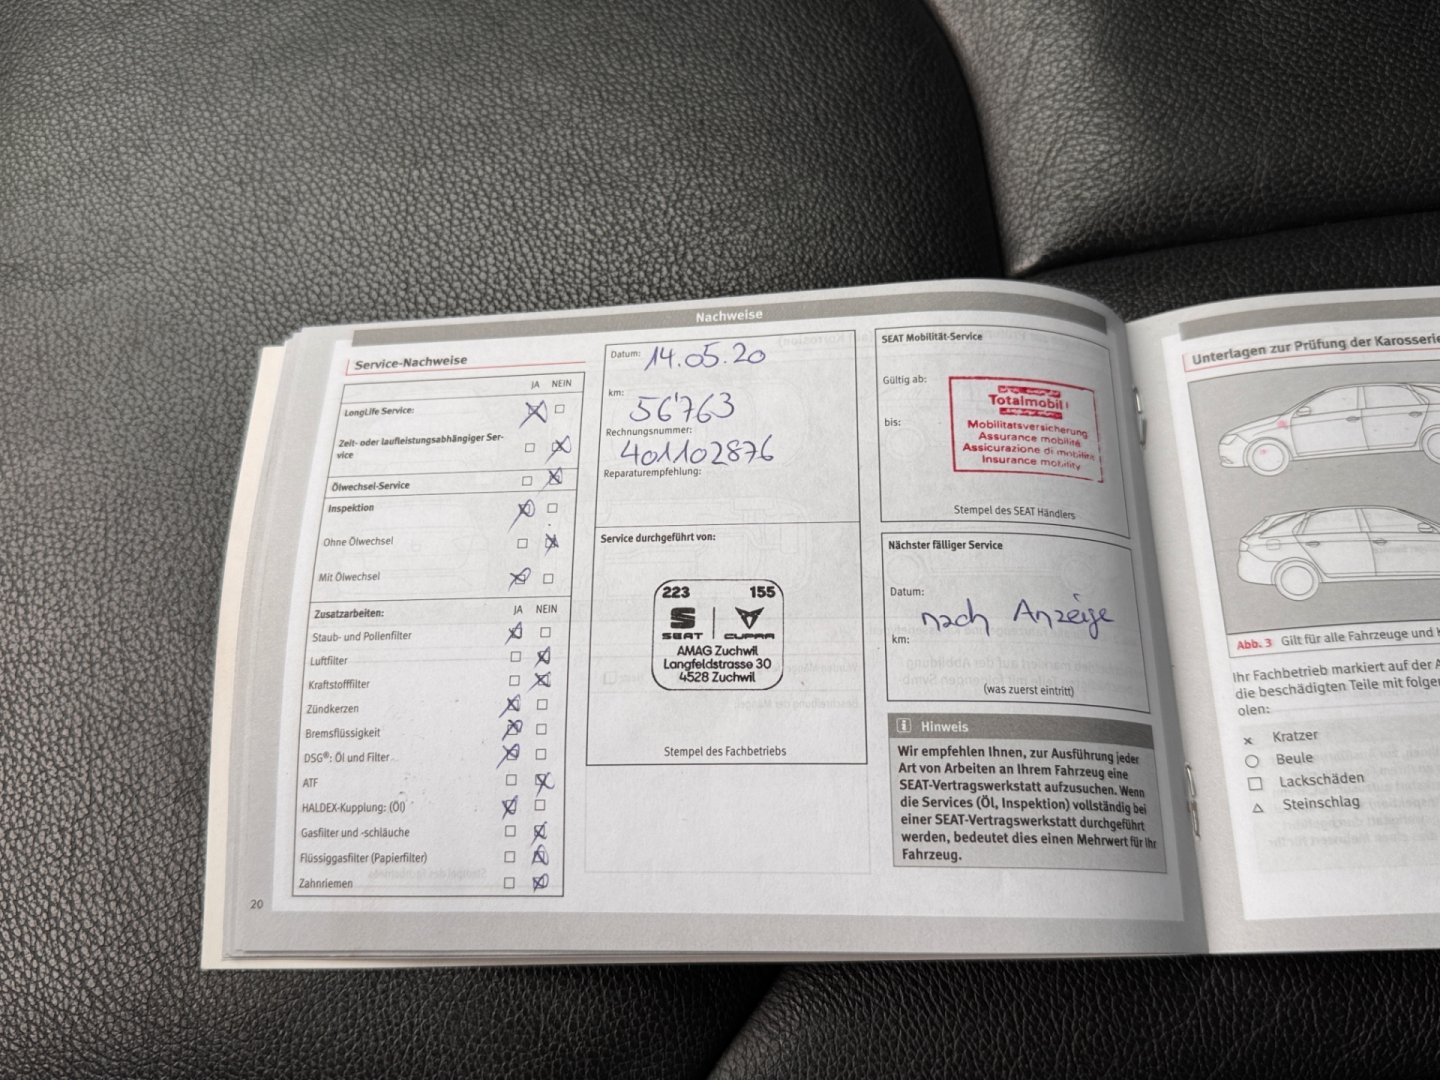 Nachweise
Service-Nachweise
JA NEIN
LongLife Service:
Zeit- oder laufleistungsabhängiger Ser-
vice
Ölwechsel-Service
Inspektion
Ohne Ölwechsel
Mit Ölwechsel
Zusatzarbeiten: JA NEIN
Staub- und Pollenfilter
Luftfilter
Kraftstofffilter
Zündkerzen
Bremsflüssigkeit
DSG®: Öl und Filter
ATF
HALDEX-Kupplung: (Öl)
Gasfilter und -schläuche
Flüssiggasfilter (Papierfilter)
Zahnriemen
20
Datum: 14.05.20
km:
56'763
Rechnungsnummer:
401102876
Reparaturempfehlung:
Service durchgeführt von:
223 155
SEAT CUPRA
AMAG Zuchwil
Langfeldstrasse 30
4528 Zuchwil
Stempel des Fachbetriebs
SEAT Mobilität-Service
Gültig ab:
bis:
Totalmobil!
Mobilitätsversicherung
Assurance mobilité
Assicurazione di mobilità
Insurance mobility
Stempel des SEAT Händlers
Nächster fälliger Service
Datum:
nach Anzeige
km:
(was zuerst eintritt)
i Hinweis
Wir empfehlen Ihnen, zur Ausführung jeder
Art von Arbeiten an Ihrem Fahrzeug eine
SEAT-Vertragswerkstatt aufzusuchen. Wenn
die Services (Öl, Inspektion) vollständig bei
einer SEAT-Vertragswerkstatt durchgeführt
werden, bedeutet dies einen Mehrwert für Ihr
Fahrzeug.
Unterlagen zur Prüfung der Karosserie
Abb. 3 Gilt für alle Fahrzeuge und
Ihr Fachbetrieb markiert auf der
die beschädigten Teile mit folgen
olen:
Kratzer
Beule
Lackschäden
Steinschlag